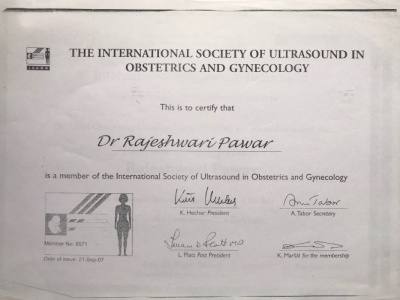 THE INTERNATIONAL SOCIETY OF ULTRASOUND IN
OBSTETRICS AND GYNECOLOGY
This is to certify that
Dr Rajeshwari Pawar
is a member of the International Society of Ultrasound in Obstetrics and Gynecology
K. Hecher President
A. Tabor Secretary
Member No: 8571
L. Platt Past President
K. Maršál for the membership
Date of issue: 21-Sep-07